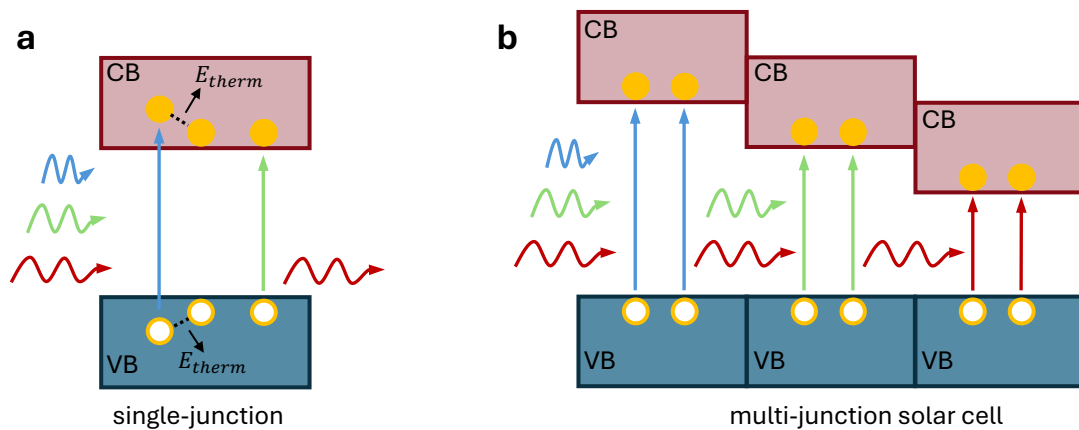 a
CB
E_therm
VB
E_therm
single-junction
b
CB
CB
CB
VB
VB
VB
multi-junction solar cell